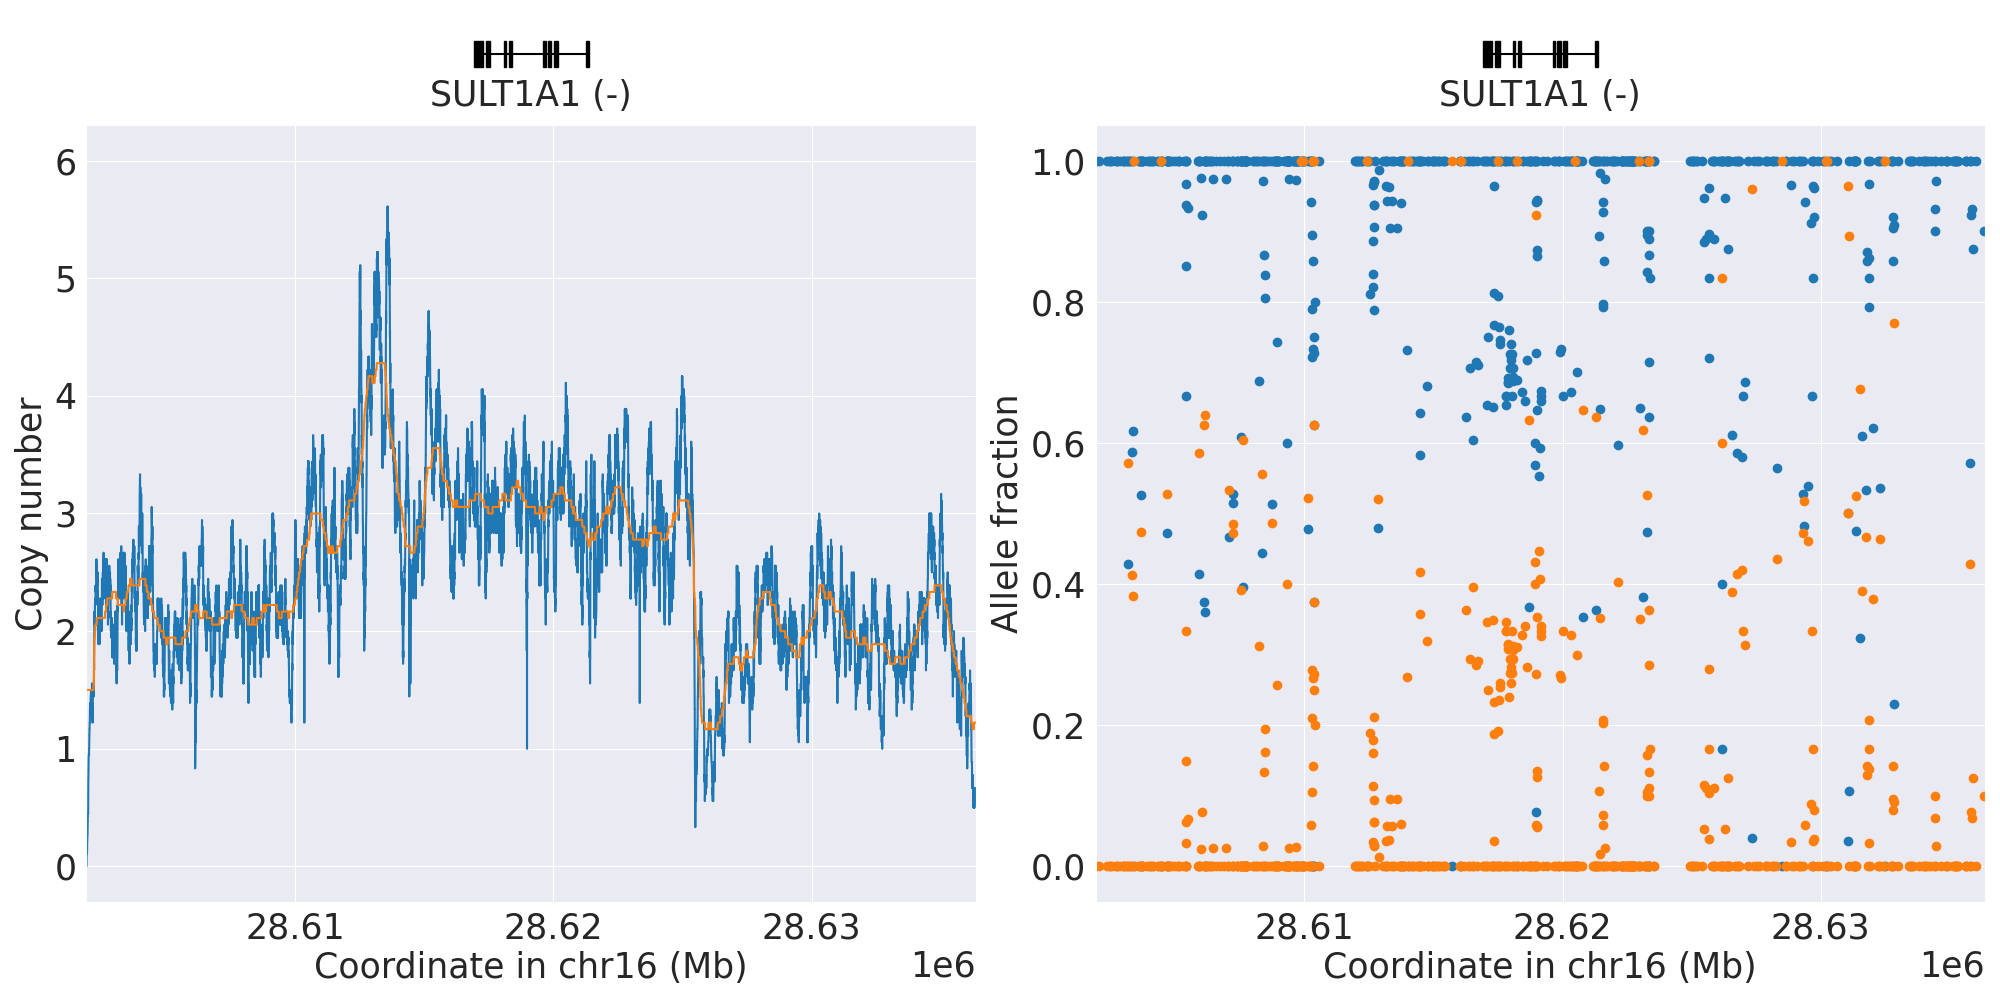 SULT1A1 (-)
Copy number
6
5
4
3
2
1
0
28.61
28.62
28.63
Coordinate in chr16 (Mb)
1e6
SULT1A1 (-)
Allele fraction
1.0
0.8
0.6
0.4
0.2
0.0
28.61
28.62
28.63
Coordinate in chr16 (Mb)
1e6